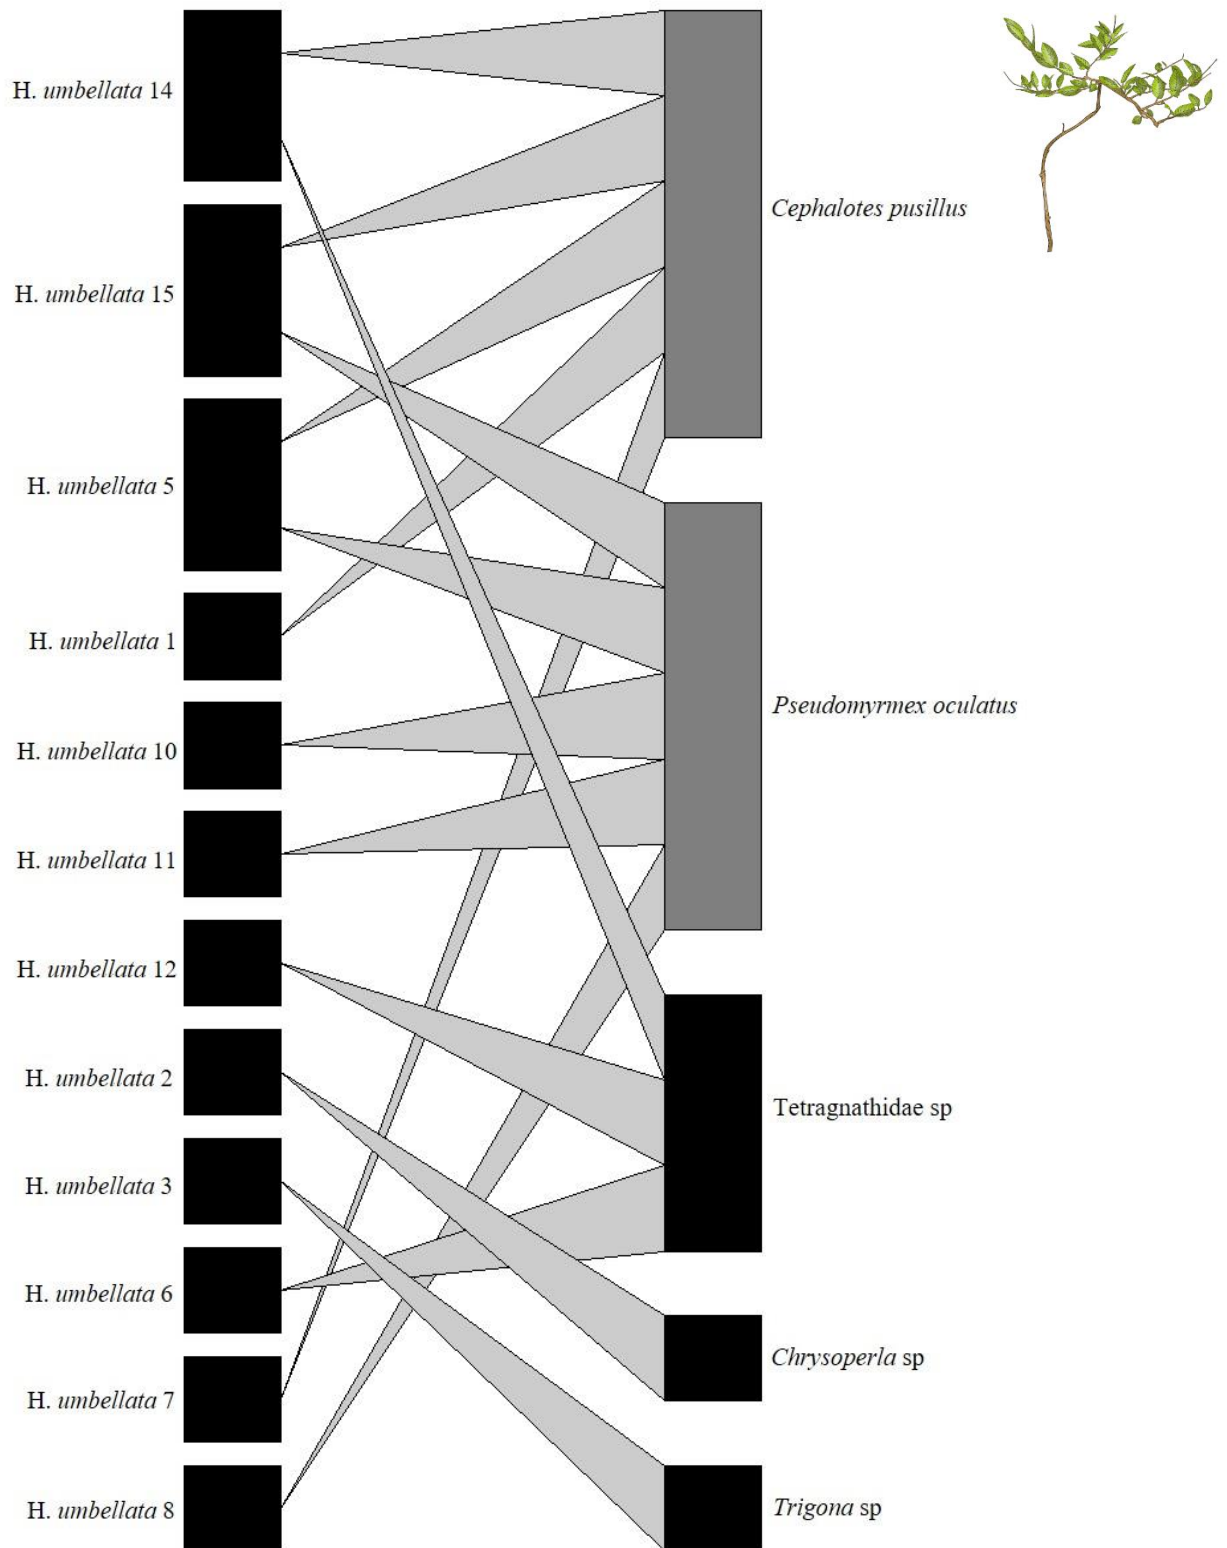 H. umbellata 14
H. umbellata 15
H. umbellata 5
H. umbellata 1
H. umbellata 10
H. umbellata 11
H. umbellata 12
H. umbellata 2
H. umbellata 3
H. umbellata 6
H. umbellata 7
H. umbellata 8
Cephalotes pusillus
Pseudomyrmex oculatus
Tetragnathidae sp
Chrysoperla sp
Trigona sp